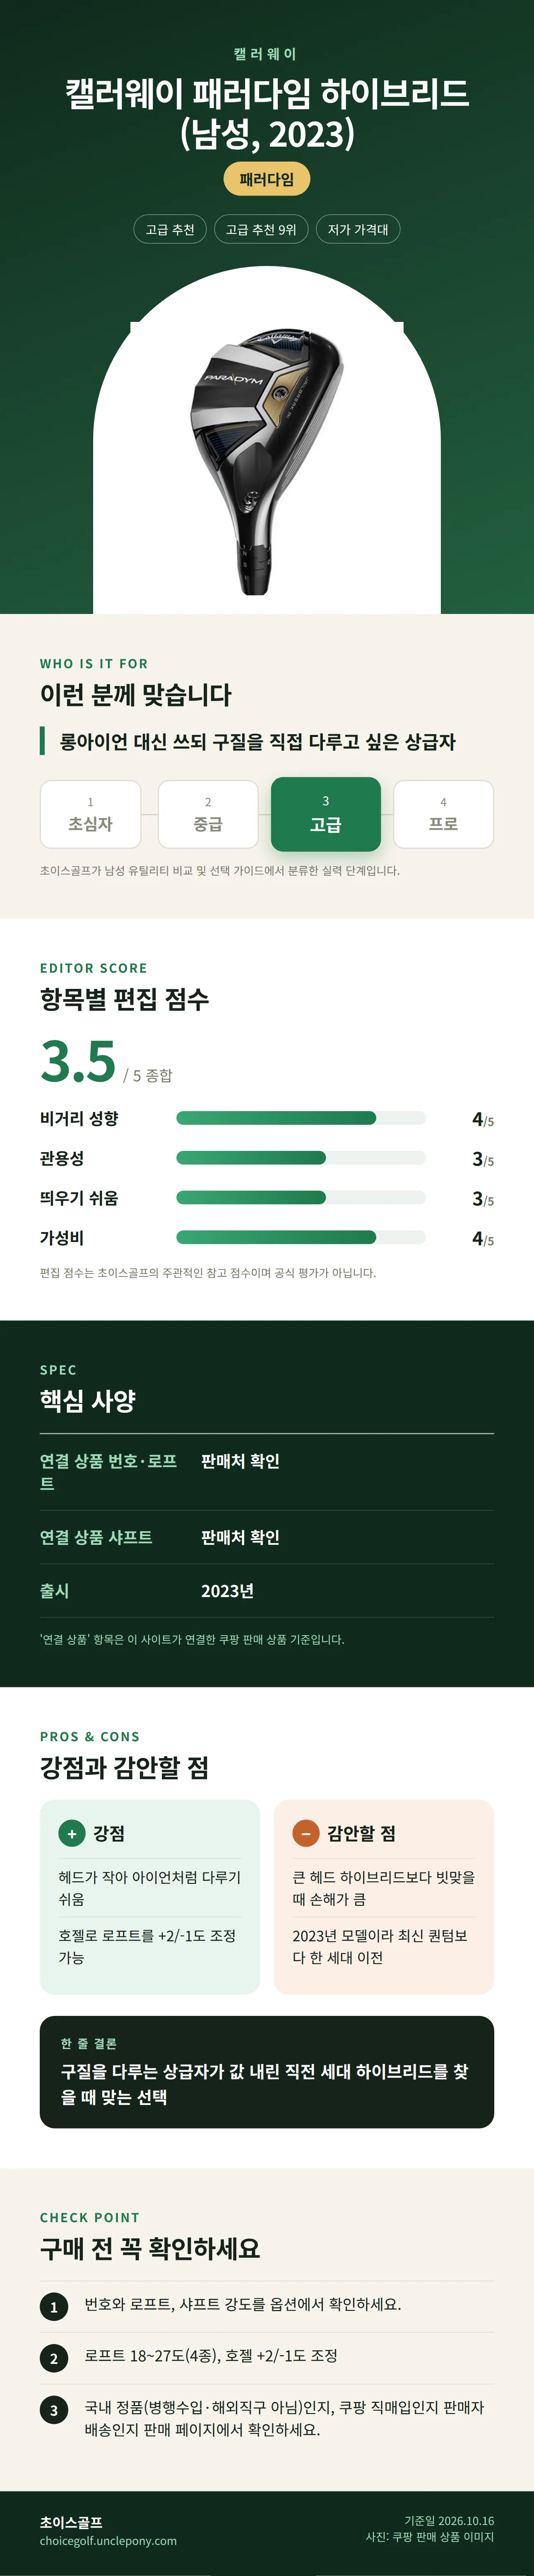 캘러웨이
캘러웨이 패러다임 하이브리드
(남성, 2023)
패러다임
고급 추천
고급 추천 9위
저가 가격대
PARADYM
WHO IS IT FOR
이런 분께 맞습니다
롱아이언 대신 쓰되 구질을 직접 다루고 싶은 상급자
1
초심자
2
중급
3
고급
4
프로
초이스골프가 남성 유틸리티 비교 및 선택 가이드에서 분류한 실력 단계입니다.
EDITOR SCORE
항목별 편집 점수
3.5 / 5 종합
비거리 성향 4/5
관용성 3/5
띄우기 쉬움 3/5
가성비 4/5
편집 점수는 초이스골프의 주관적인 참고 점수이며 공식 평가가 아닙니다.
SPEC
핵심 사양
연결 상품 번호·로프
트
판매처 확인
연결 상품 샤프트 판매처 확인
출시 2023년
'연결 상품' 항목은 이 사이트가 연결한 쿠팡 판매 상품 기준입니다.
PROS & CONS
강점과 감안할 점
+ 강점
헤드가 작아 아이언처럼 다루기
쉬움
호젤로 로프트를 +2/-1도 조정
가능
− 감안할 점
큰 헤드 하이브리드보다 빗맞을
때 손해가 큼
2023년 모델이라 최신 퀀텀보
다 한 세대 이전
한 줄 결론
구질을 다루는 상급자가 값 내린 직전 세대 하이브리드를 찾
을 때 맞는 선택
CHECK POINT
구매 전 꼭 확인하세요
1 번호와 로프트, 샤프트 강도를 옵션에서 확인하세요.
2 로프트 18~27도(4종), 호젤 +2/-1도 조정
3 국내 정품(병행수입·해외직구 아님)인지, 쿠팡 직매입인지 판매자
배송인지 판매 페이지에서 확인하세요.
초이스골프
choicegolf.unclepony.com
기준일 2026.10.16
사진: 쿠팡 판매 상품 이미지